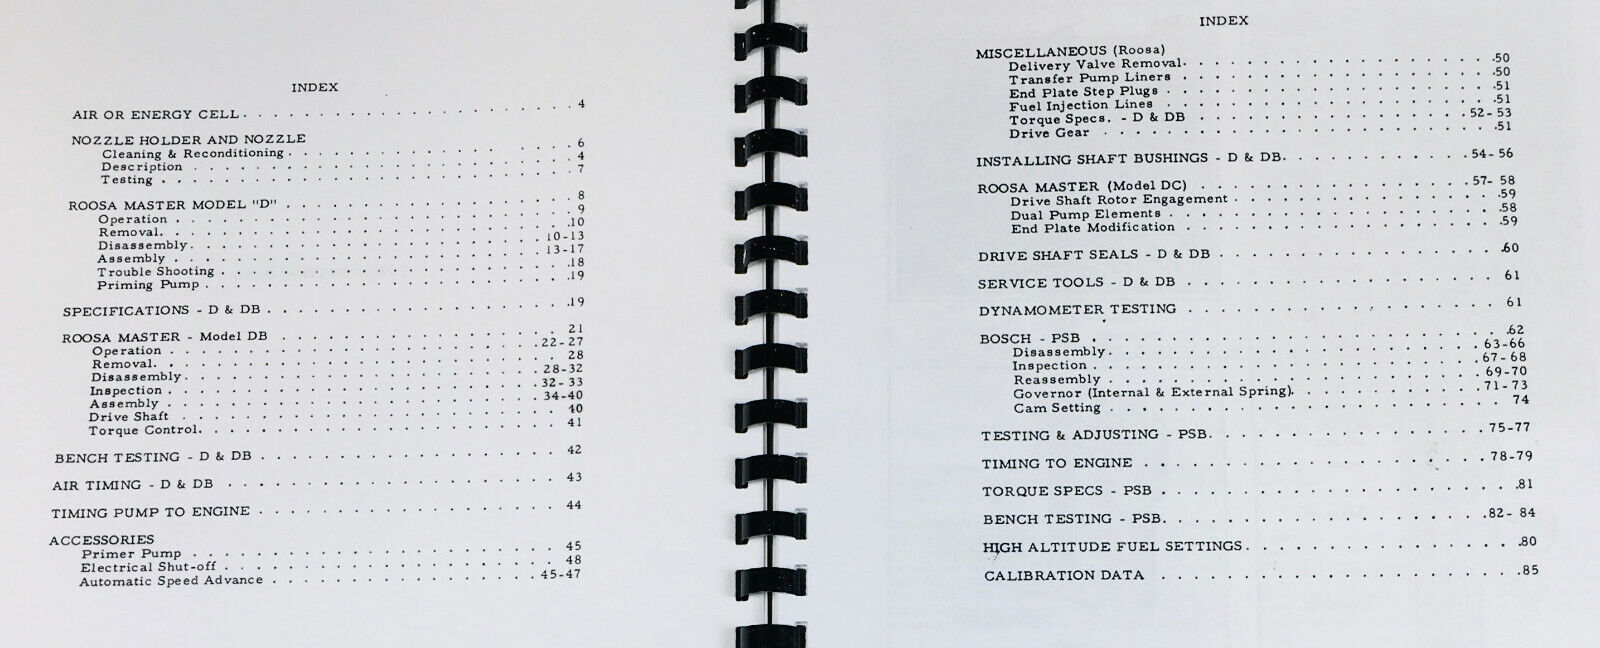 INDEX
AIR OR ENERGY CELL . . . . . 4
NOZZLE HOLDER AND NOZZLE
Cleaning & Reconditioning . . . . . 6
Description . . . . . 4
Testing . . . . . 7
ROOSA MASTER MODEL "D" . . . . . 8
Operation . . . . . 9
Removal . . . . . 10
Disassembly . . . . . 10-13
Assembly . . . . . 13-17
Trouble Shooting . . . . . 18
Priming Pump . . . . . 19
SPECIFICATIONS - D & DB . . . . . 19
ROOSA MASTER - Model DB . . . . . 21
Operation . . . . . 22-27
Removal . . . . . 28
Disassembly . . . . . 28-32
Inspection . . . . . 32-33
Assembly . . . . . 34-40
Drive Shaft . . . . . 40
Torque Control . . . . . 41
BENCH TESTING - D & DB . . . . . 42
AIR TIMING - D & DB . . . . . 43
TIMING PUMP TO ENGINE . . . . . 44
ACCESSORIES
Primer Pump . . . . . 45
Electrical Shut-off . . . . . 48
Automatic Speed Advance . . . . . 45-47
INDEX
MISCELLANEOUS (Roosa)
Delivery Valve Removal . . . . . 50
Transfer Pump Liners . . . . . 50
End Plate Step Plugs . . . . . 51
Fuel Injection Lines . . . . . 51
Torque Specs. - D & DB . . . . . 52-53
Drive Gear . . . . . 51
INSTALLING SHAFT BUSHINGS - D & DB . . . . . 54-56
ROOSA MASTER (Model DC) . . . . . 57-58
Drive Shaft Rotor Engagement . . . . . 59
Dual Pump Elements . . . . . 58
End Plate Modification . . . . . 59
DRIVE SHAFT SEALS - D & DB . . . . . 60
SERVICE TOOLS - D & DB . . . . . 61
DYNAMOMETER TESTING . . . . . 61
BOSCH - PSB . . . . . 62
Disassembly . . . . . 63-66
Inspection . . . . . 67-68
Reassembly . . . . . 69-70
Governor (Internal & External Spring) . . . . . 71-73
Cam Setting . . . . . 74
TESTING & ADJUSTING - PSB . . . . . 75-77
TIMING TO ENGINE . . . . . 78-79
TORQUE SPECS - PSB . . . . . 81
BENCH TESTING - PSB . . . . . 82-84
HIGH ALTITUDE FUEL SETTINGS . . . . . 80
CALIBRATION DATA . . . . . 85